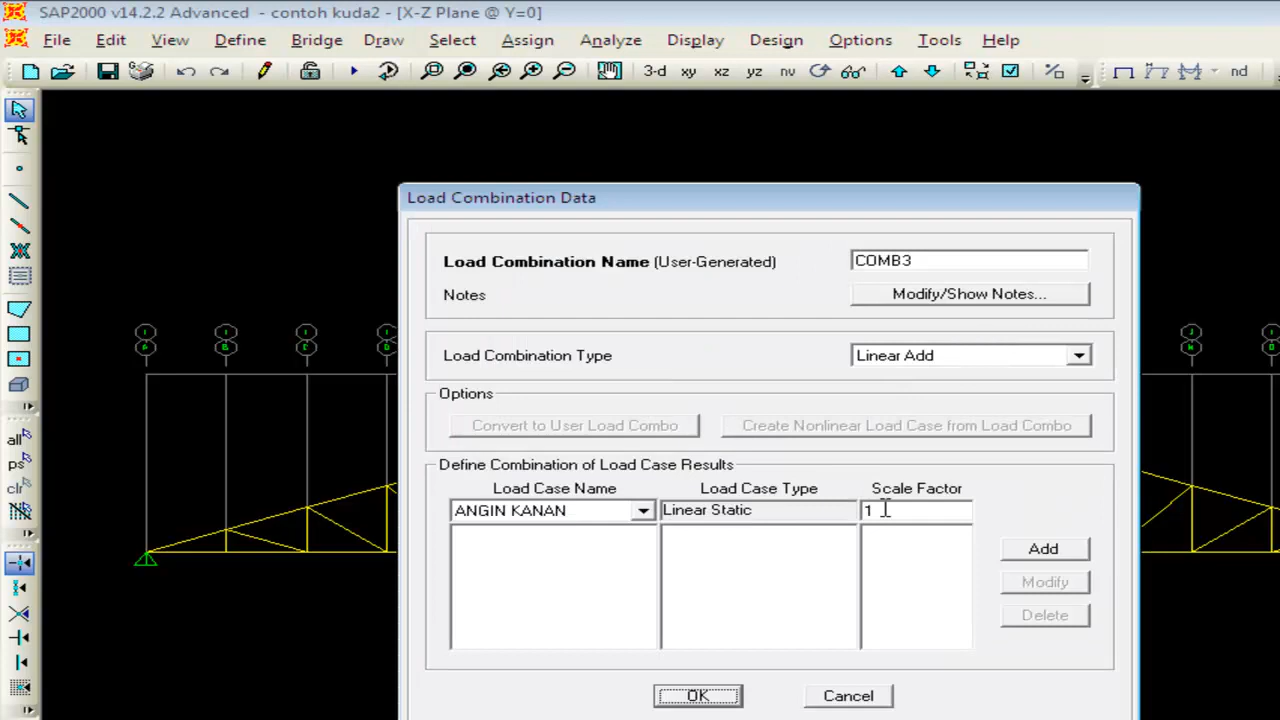 SAP2000 v14.2.2 Advanced - contoh kuda2 - [X-Z Plane @ Y=0]
File Edit View Define Bridge Draw Select Assign Analyze Display Design Options Tools Help
3-d xy xz yz nv nd
Load Combination Data
Load Combination Name (User-Generated) COMB3
Notes Modify/Show Notes...
Load Combination Type Linear Add
Options
Convert to User Load Combo Create Nonlinear Load Case from Load Combo
Define Combination of Load Case Results
Load Case Name Load Case Type Scale Factor
ANGIN KANAN Linear Static 1
Add
Modify
Delete
OK Cancel
all
ps
clr